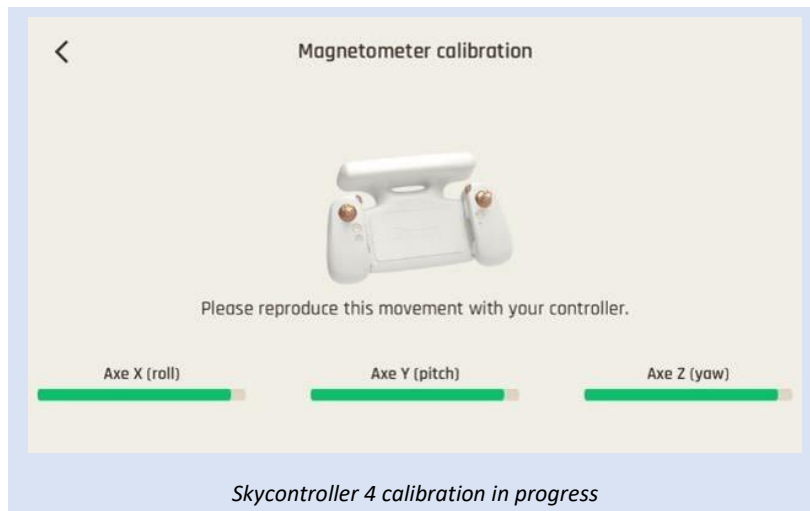 Magnetometer calibration
Please reproduce this movement with your controller.
Axe X (roll)
Axe Y (pitch)
Axe Z (yaw)
Skycontroller 4 calibration in progress